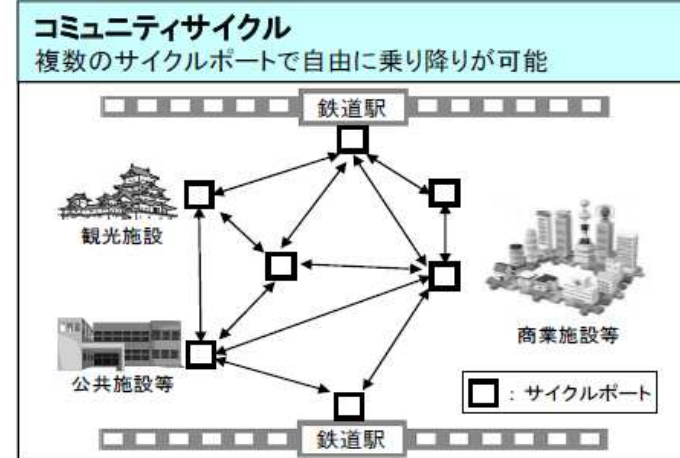 コミュニティサイクル
複数のサイクルポートで自由に乗り降りが可能
鉄道駅
観光施設
商業施設等
公共施設等
：サイクルポート
鉄道駅